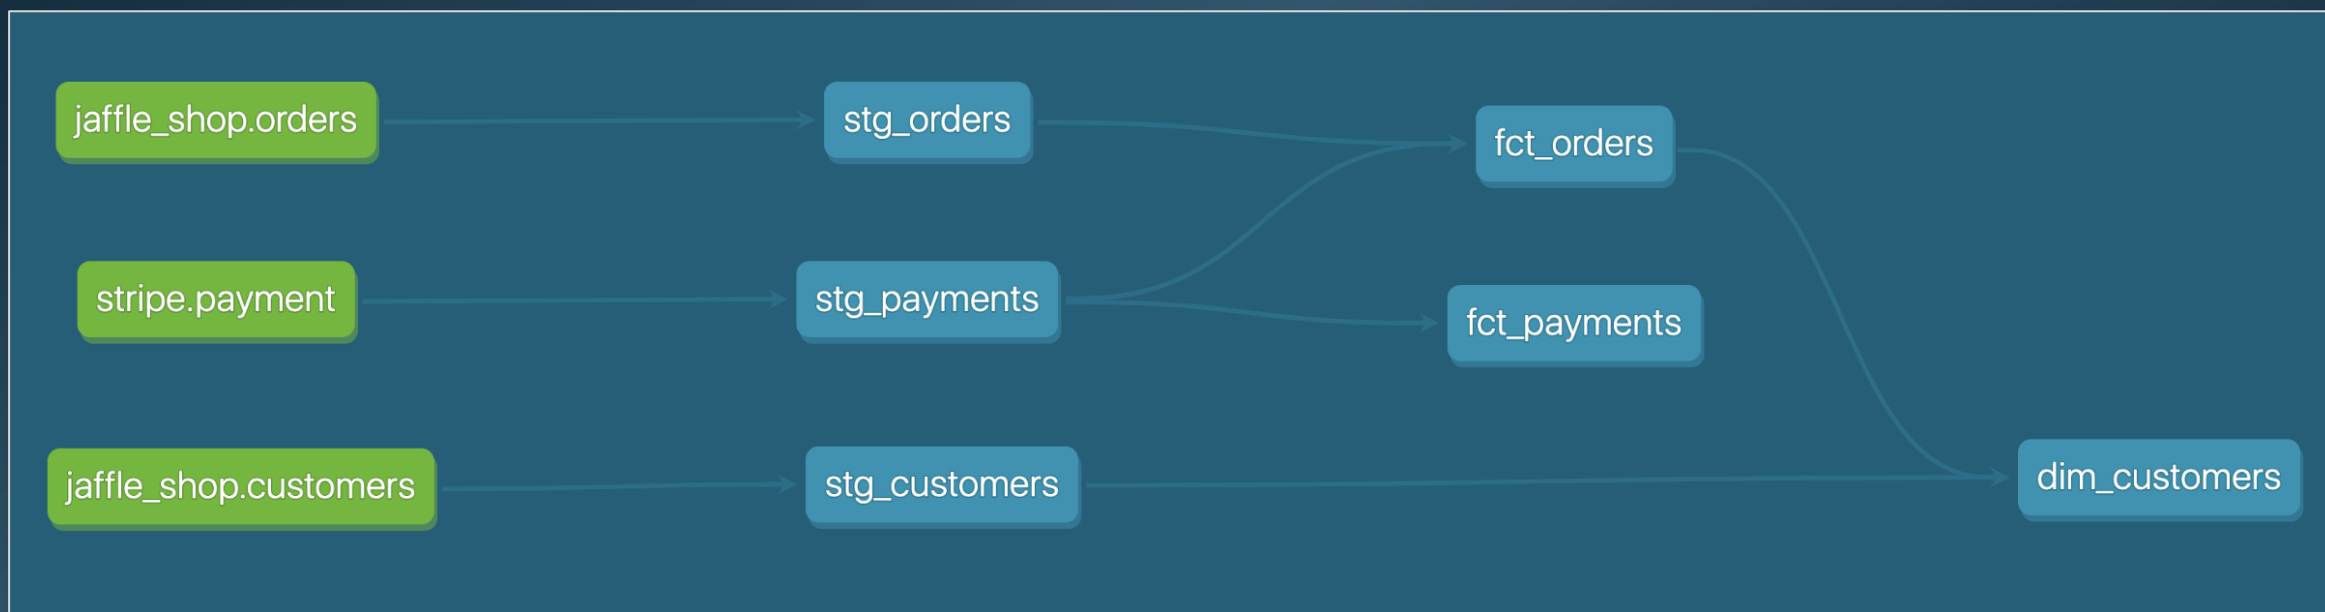 jaffle_shop.orders
stg_orders
fct_orders
stripe.payment
stg_payments
fct_payments
jaffle_shop.customers
stg_customers
dim_customers